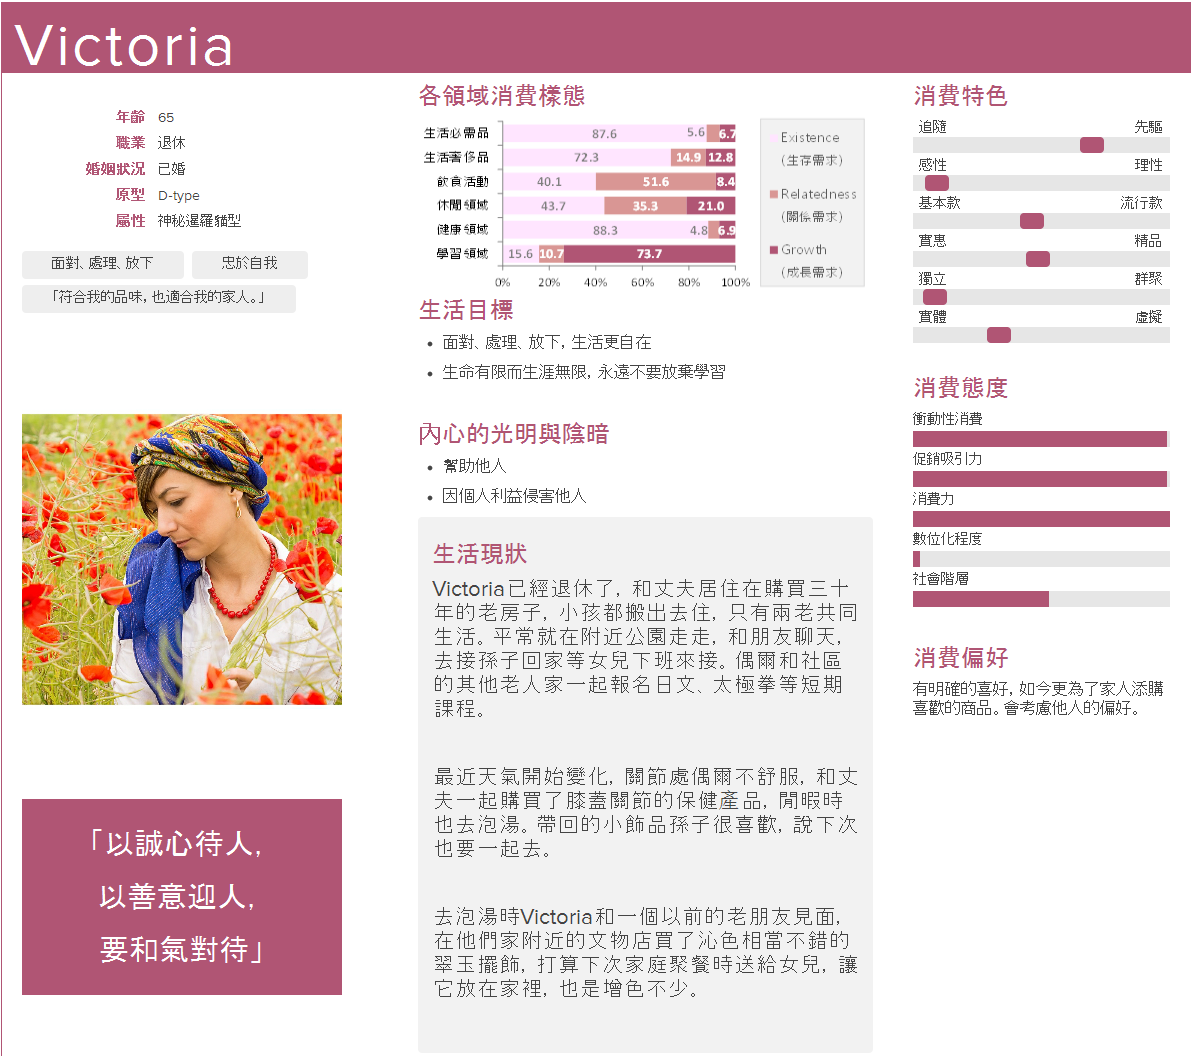 Victoria
年齡 65
職業 退休
婚姻狀況 已婚
原型 D-type
屬性 神秘暹羅貓型
面對、處理、放下 忠於自我
「符合我的品味, 也適合我的家人。」
「以誠心待人,
以善意迎人,
要和氣對待」
各領域消費樣態
生活必需品 87.6 5.6 6.7
生活奢侈品 72.3 14.9 12.8
飲食活動 40.1 51.6 8.4
休閒領域 43.7 35.3 21.0
健康領域 88.3 4.8 6.9
學習領域 15.6 10.7 73.7
0% 20% 40% 60% 80% 100%
Existence
(生存需求)
Relatedness
(關係需求)
Growth
(成長需求)
生活目標
• 面對、處理、放下, 生活更自在
• 生命有限而生涯無限, 永遠不要放棄學習
內心的光明與陰暗
• 幫助他人
• 因個人利益侵害他人
生活現狀
Victoria已經退休了, 和丈夫居住在購買三十
年的老房子, 小孩都搬出去住, 只有兩老共同
生活。平常就在附近公園走走, 和朋友聊天,
去接孫子回家等女兒下班來接。偶爾和社區
的其他老人家一起報名日文、太極拳等短期
課程。
最近天氣開始變化, 關節處偶爾不舒服, 和丈
夫一起購買了膝蓋關節的保健產品, 閒暇時
也去泡湯。帶回的小飾品孫子很喜歡, 說下次
也要一起去。
去泡湯時Victoria和一個以前的老朋友見面,
在他們家附近的文物店買了沁色相當不錯的
翠玉擺飾, 打算下次家庭聚餐時送給女兒, 讓
它放在家裡, 也是增色不少。
消費特色
追隨 先驅
感性 理性
基本款 流行款
實惠 精品
獨立 群聚
實體 虛擬
消費態度
衝動性消費
促銷吸引力
消費力
數位化程度
社會階層
消費偏好
有明確的喜好, 如今更為了家人添購
喜歡的商品。會考慮他人的偏好。